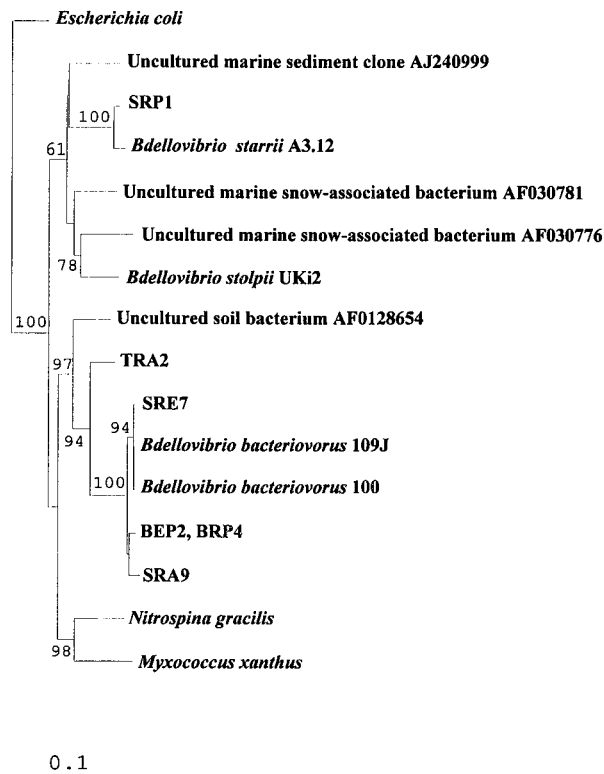 Escherichia coli
Uncultured marine sediment clone AJ240999
SRP1
100
Bdellovibrio starrii A3.12
61
Uncultured marine snow-associated bacterium AF030781
Uncultured marine snow-associated bacterium AF030776
78
Bdellovibrio stolpii UKi2
Uncultured soil bacterium AF0128654
100
97
TRA2
SRE7
94
Bdellovibrio bacteriovorus 109J
94
Bdellovibrio bacteriovorus 100
100
BEP2, BRP4
SRA9
Nitrospina gracilis
98
Myxococcus xanthus
0.1